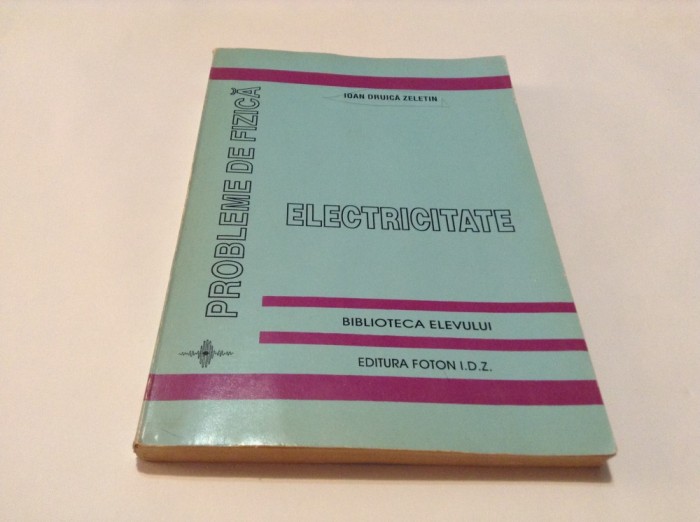 IOAN DRUICĂ ZELETIN
PROBLEME DE FIZICĂ
ELECTRICITATE
BIBLIOTECA ELEVULUI
EDITURA FOTON I.D.Z.